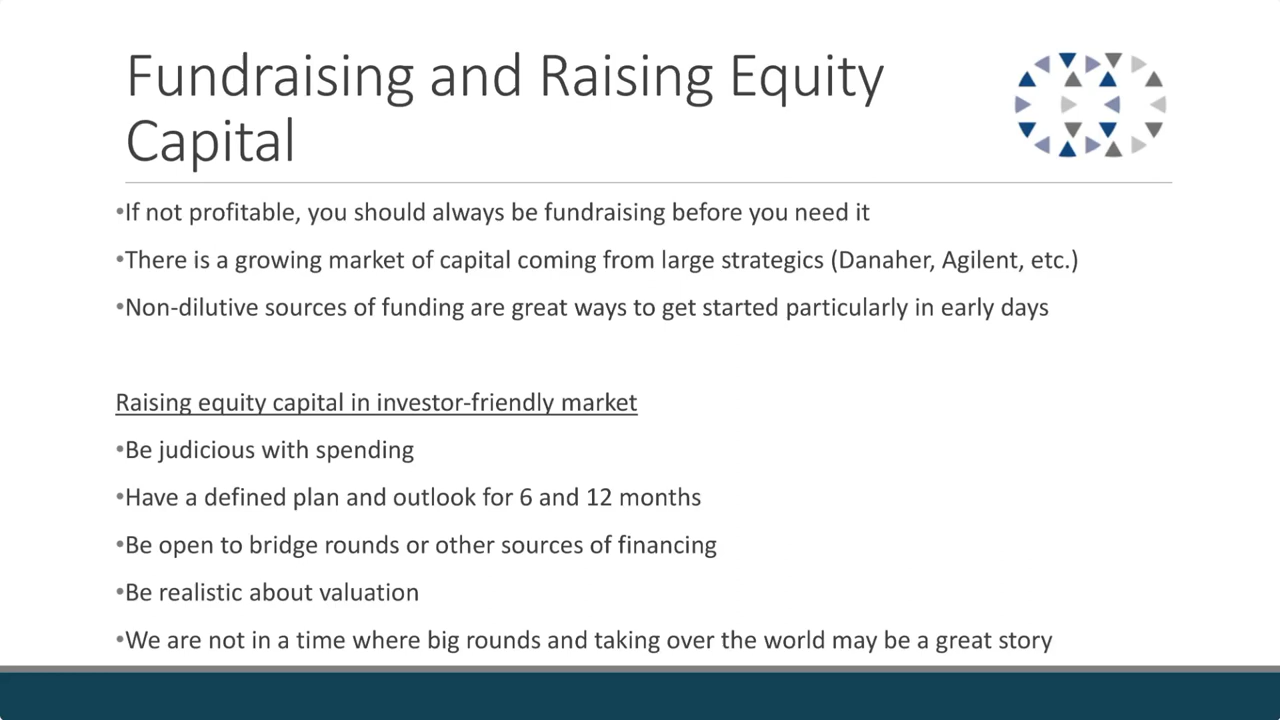 Fundraising and Raising Equity
Capital
•If not profitable, you should always be fundraising before you need it
•There is a growing market of capital coming from large strategics (Danaher, Agilent, etc.)
•Non-dilutive sources of funding are great ways to get started particularly in early days
Raising equity capital in investor-friendly market
•Be judicious with spending
•Have a defined plan and outlook for 6 and 12 months
•Be open to bridge rounds or other sources of financing
•Be realistic about valuation
•We are not in a time where big rounds and taking over the world may be a great story